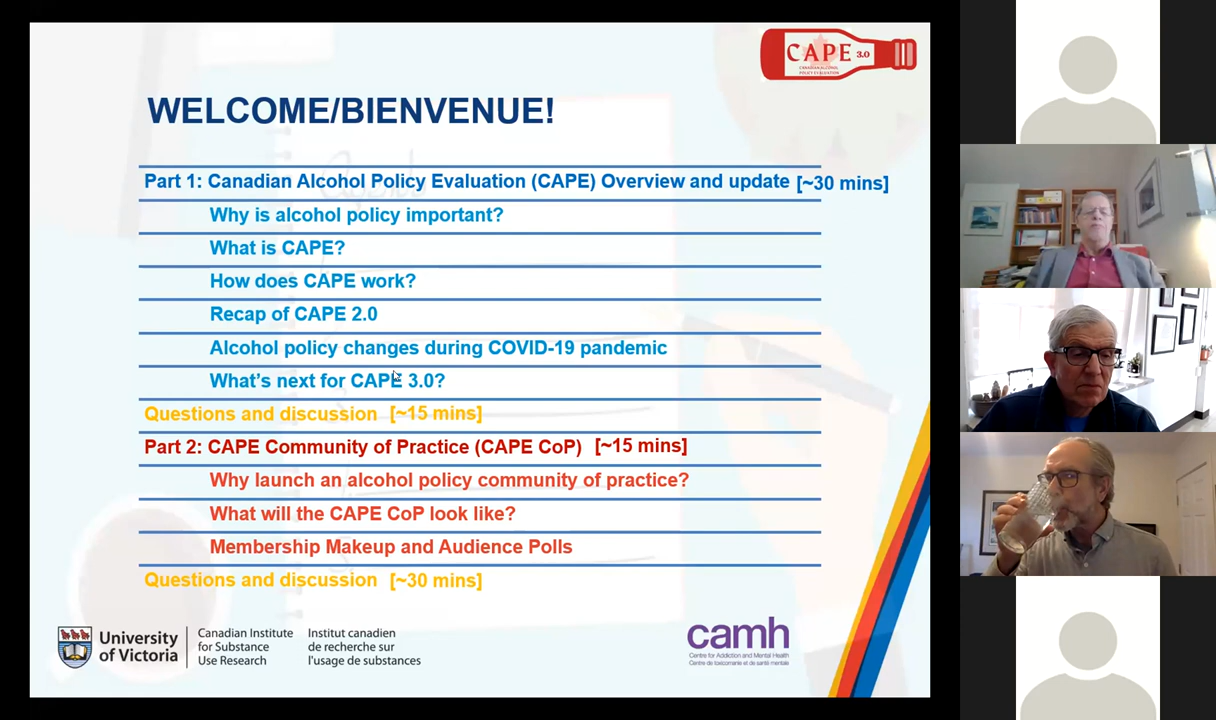 CAPE 3.0
CANADIAN ALCOHOL
POLICY EVALUATION
WELCOME/BIENVENUE!
Part 1: Canadian Alcohol Policy Evaluation (CAPE) Overview and update [~30 mins]
Why is alcohol policy important?
What is CAPE?
How does CAPE work?
Recap of CAPE 2.0
Alcohol policy changes during COVID-19 pandemic
What's next for CAPE 3.0?
Questions and discussion [~15 mins]
Part 2: CAPE Community of Practice (CAPE CoP) [~15 mins]
Why launch an alcohol policy community of practice?
What will the CAPE CoP look like?
Membership Makeup and Audience Polls
Questions and discussion [~30 mins]
University
of Victoria
Canadian Institute
for Substance
Use Research
Institut canadien
de recherche sur
l'usage de substances
camh
Centre for Addiction and Mental Health
Centre de toxicomanie et de santé mentale